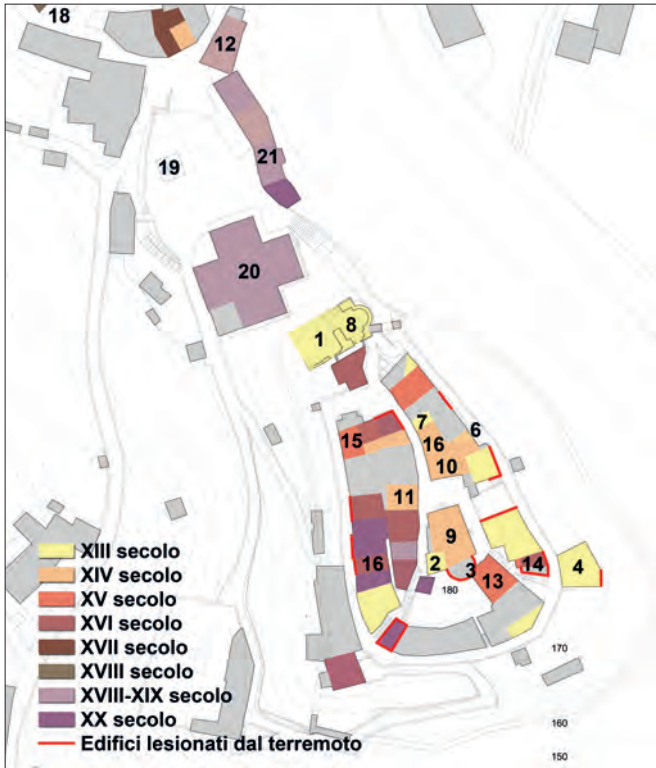 18
12
21
19
20
8
1
7
6
16
15
10
11
9
2
3
14
4
16
13
180
170
160
150
XIII secolo
XIV secolo
XV secolo
XVI secolo
XVII secolo
XVIII secolo
XVIII-XIX secolo
XX secolo
Edifici lesionati dal terremoto